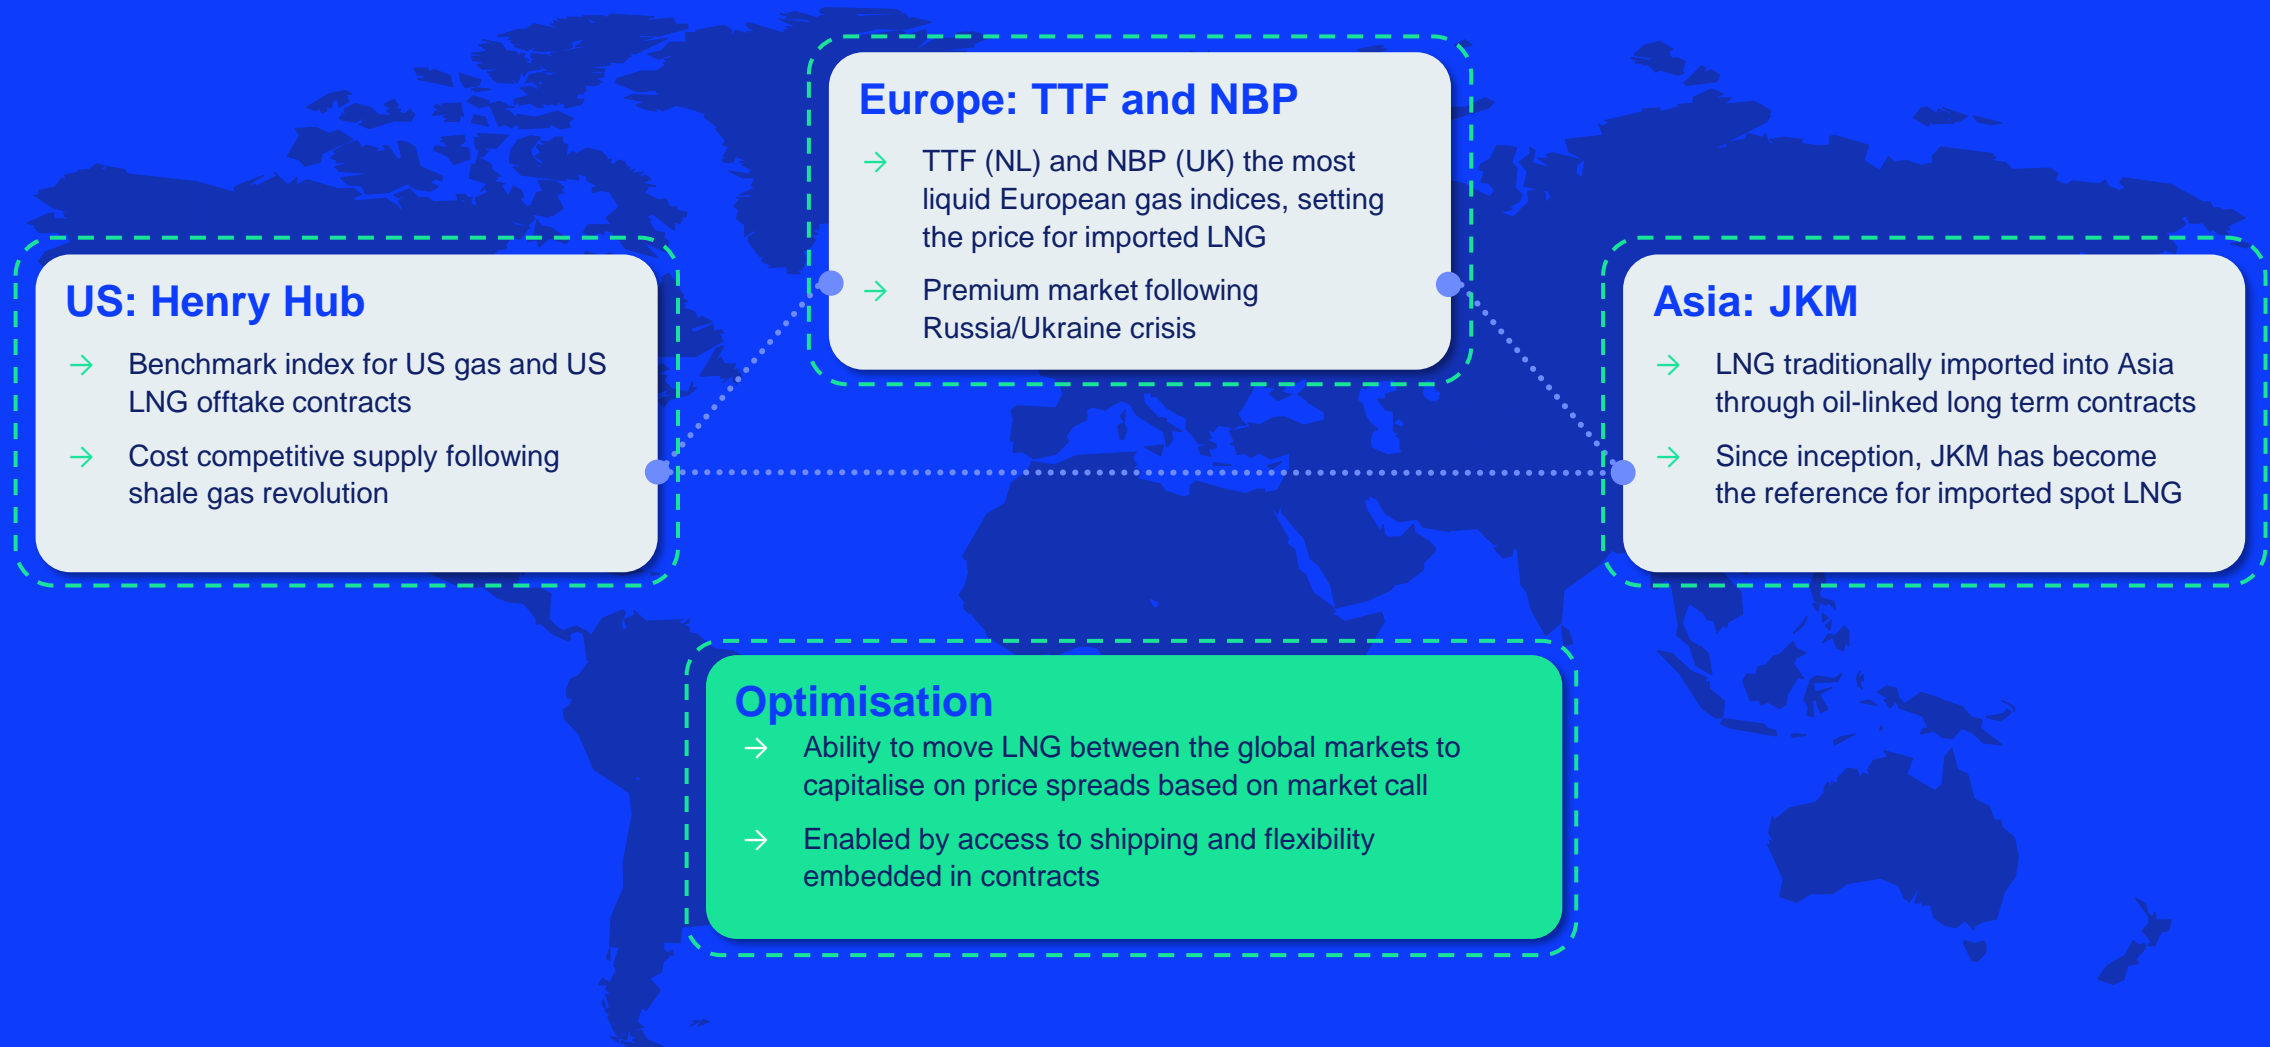 Europe: TTF and NBP
→ TTF (NL) and NBP (UK) the most
liquid European gas indices, setting
the price for imported LNG
→ Premium market following
Russia/Ukraine crisis
US: Henry Hub
→ Benchmark index for US gas and US
LNG offtake contracts
→ Cost competitive supply following
shale gas revolution
Asia: JKM
→ LNG traditionally imported into Asia
through oil-linked long term contracts
→ Since inception, JKM has become
the reference for imported spot LNG
Optimisation
→ Ability to move LNG between the global markets to
capitalise on price spreads based on market call
→ Enabled by access to shipping and flexibility
embedded in contracts